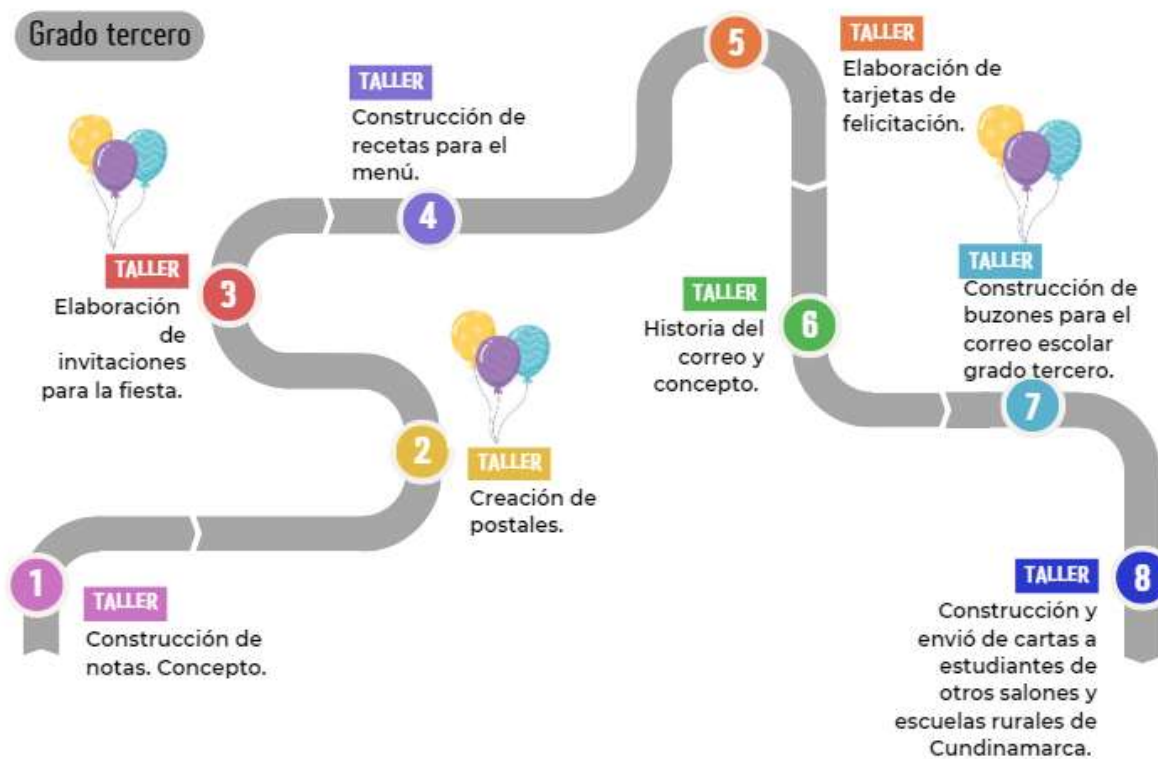 Grado tercero
1
TALLER
Construcción de
notas. Concepto.
2
TALLER
Creación de
postales.
3
TALLER
Elaboración
de
invitaciones
para la fiesta.
4
TALLER
Construcción de
recetas para el
menú.
5
TALLER
Elaboración de
tarjetas de
felicitación.
6
TALLER
Historia del
correo y
concepto.
7
TALLER
Construcción de
buzones para el
correo escolar
grado tercero.
8
TALLER
Construcción y
envió de cartas a
estudiantes de
otros salones y
escuelas rurales de
Cundinamarca.